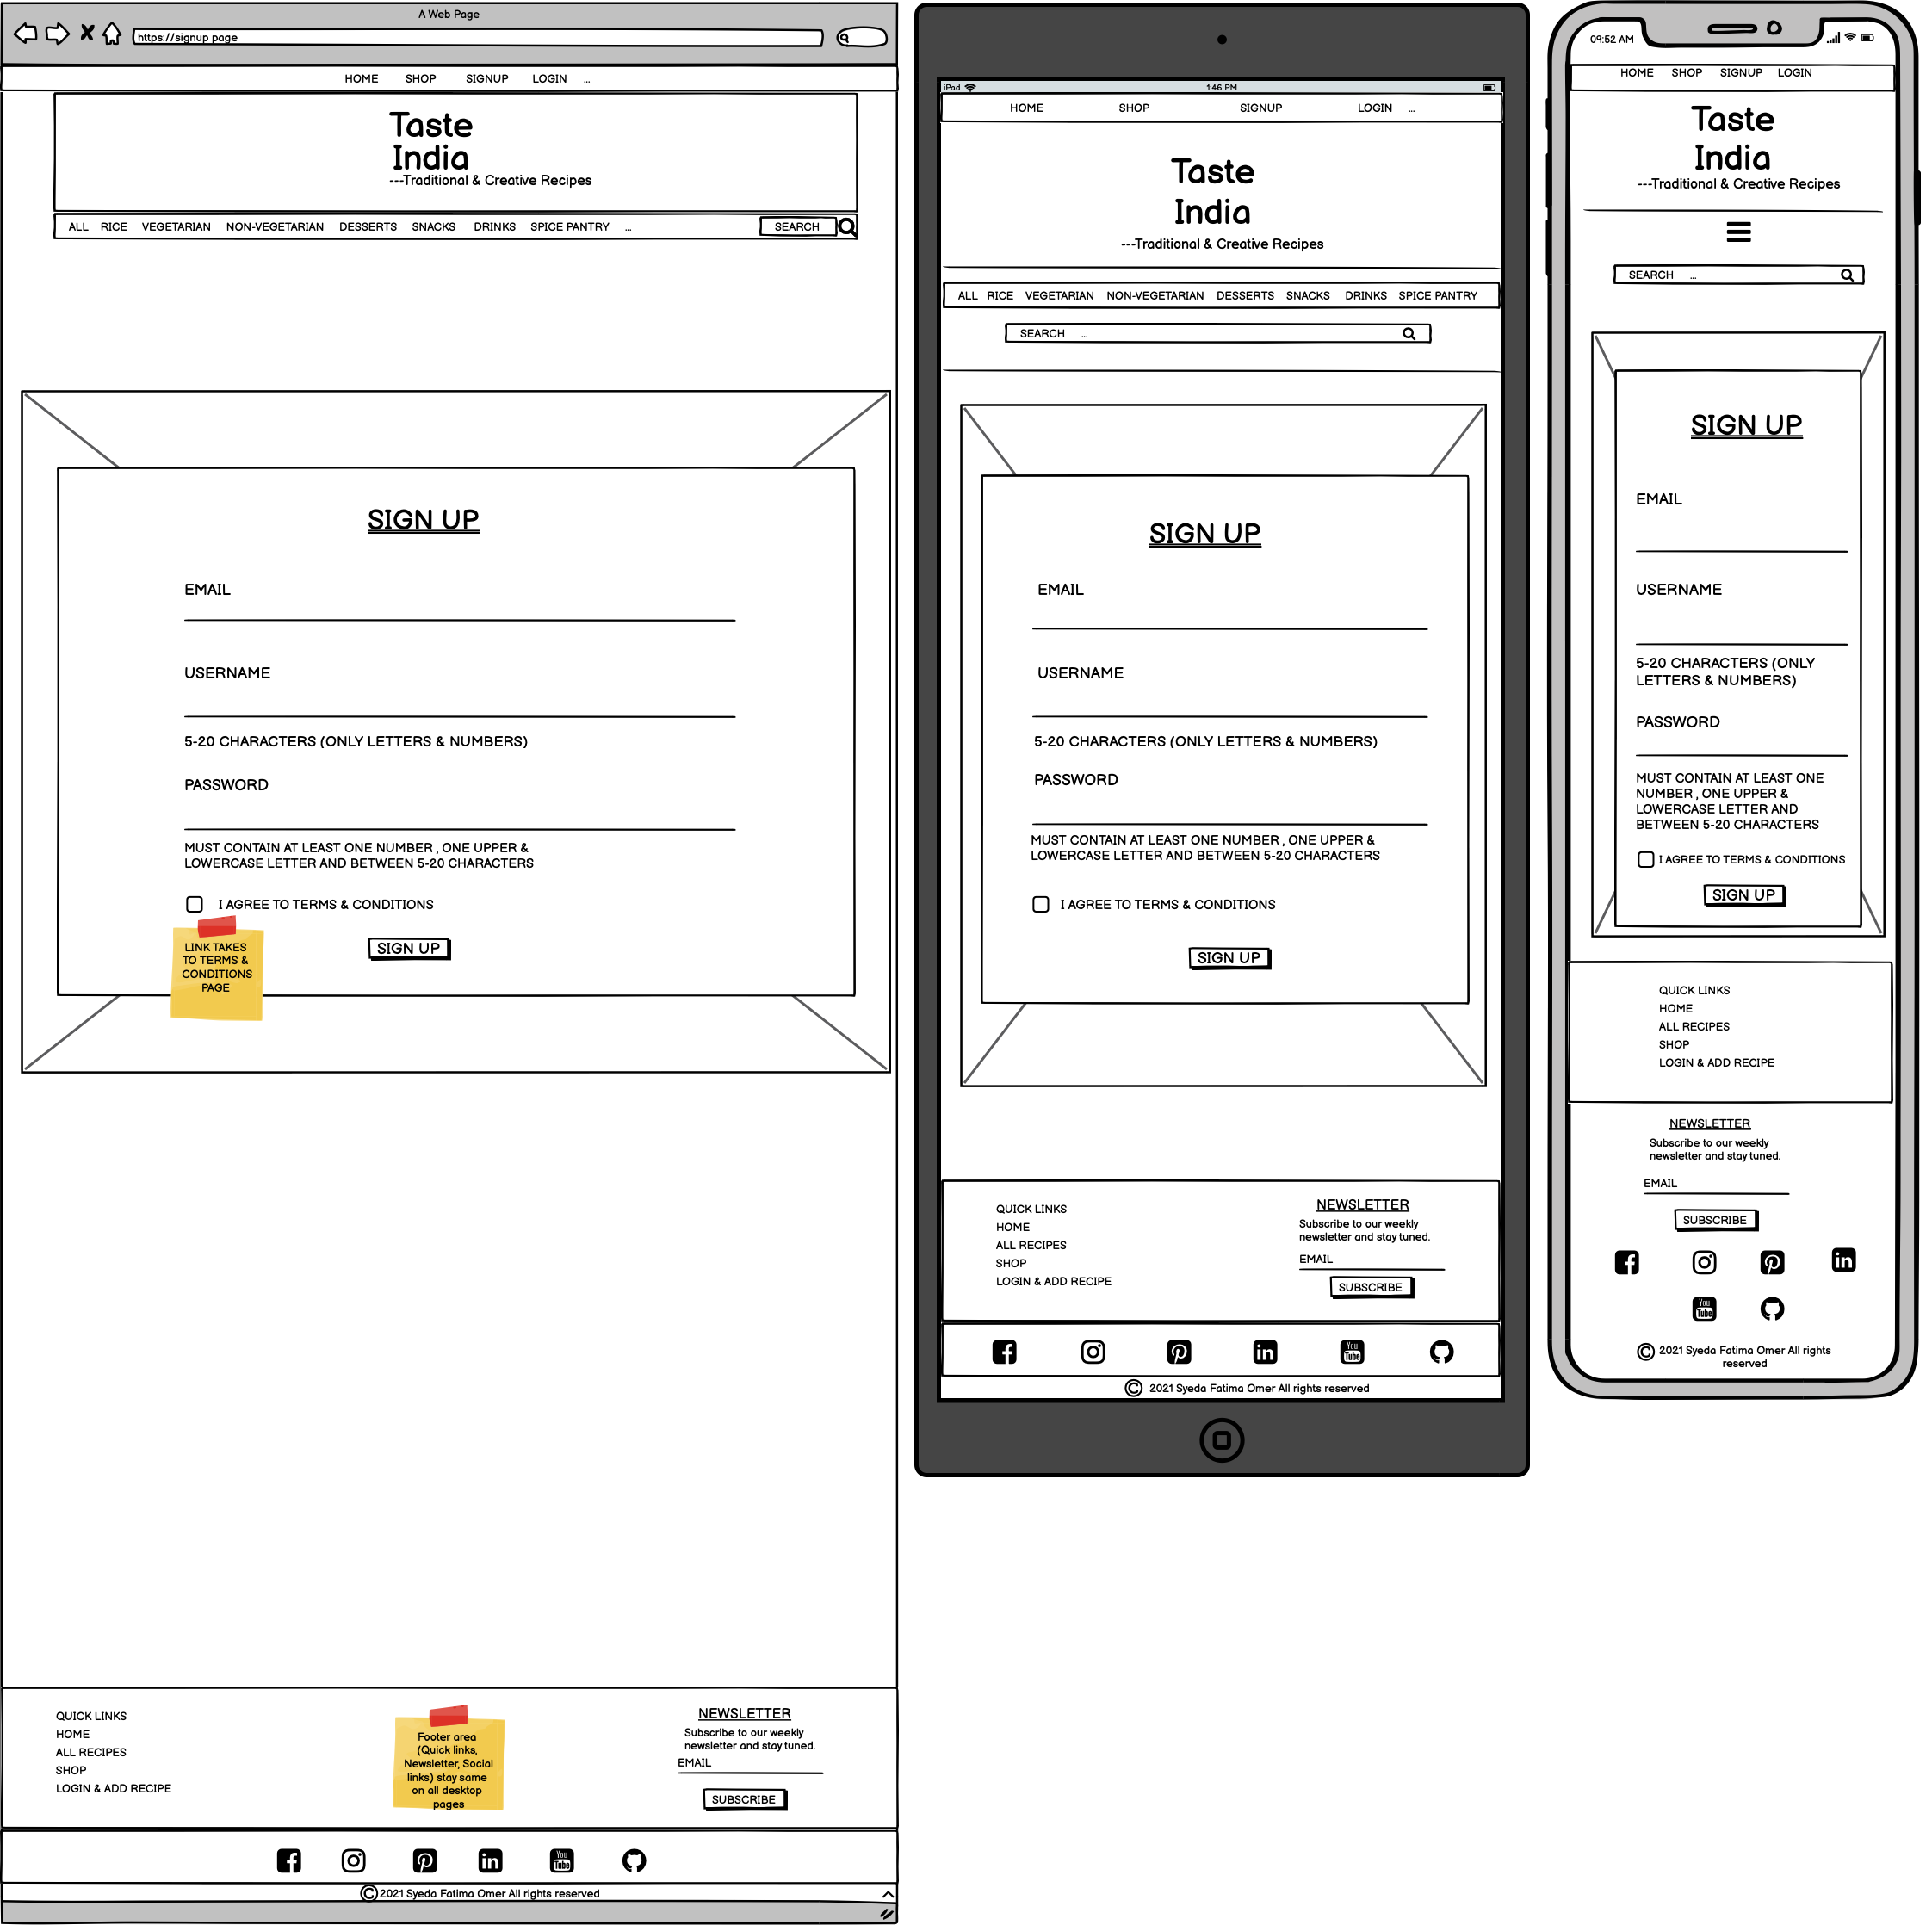 A Web Page
https://signup page
HOME SHOP SIGNUP LOGIN ...
Taste
India
---Traditional & Creative Recipes
ALL RICE VEGETARIAN NON-VEGETARIAN DESSERTS SNACKS DRINKS SPICE PANTRY ... SEARCH
SIGN UP
EMAIL
USERNAME
5-20 CHARACTERS (ONLY LETTERS & NUMBERS)
PASSWORD
MUST CONTAIN AT LEAST ONE NUMBER , ONE UPPER &
LOWERCASE LETTER AND BETWEEN 5-20 CHARACTERS
I AGREE TO TERMS & CONDITIONS
LINK TAKES
TO TERMS &
CONDITIONS
PAGE
SIGN UP
QUICK LINKS
HOME
ALL RECIPES
SHOP
LOGIN & ADD RECIPE
Footer area
(Quick links,
Newsletter, Social
links) stay same
on all desktop
pages
NEWSLETTER
Subscribe to our weekly
newsletter and stay tuned.
EMAIL
SUBSCRIBE
You
Tube
© 2021 Syeda Fatima Omer All rights reserved
iPad 1:46 PM
HOME SHOP SIGNUP LOGIN ...
Taste
India
---Traditional & Creative Recipes
ALL RICE VEGETARIAN NON-VEGETARIAN DESSERTS SNACKS DRINKS SPICE PANTRY
SEARCH ...
SIGN UP
EMAIL
USERNAME
5-20 CHARACTERS (ONLY LETTERS & NUMBERS)
PASSWORD
MUST CONTAIN AT LEAST ONE NUMBER , ONE UPPER &
LOWERCASE LETTER AND BETWEEN 5-20 CHARACTERS
I AGREE TO TERMS & CONDITIONS
SIGN UP
QUICK LINKS
HOME
ALL RECIPES
SHOP
LOGIN & ADD RECIPE
NEWSLETTER
Subscribe to our weekly
newsletter and stay tuned.
EMAIL
SUBSCRIBE
You
Tube
© 2021 Syeda Fatima Omer All rights reserved
09:52 AM
HOME SHOP SIGNUP LOGIN
Taste
India
---Traditional & Creative Recipes
SEARCH ...
SIGN UP
EMAIL
USERNAME
5-20 CHARACTERS (ONLY
LETTERS & NUMBERS)
PASSWORD
MUST CONTAIN AT LEAST ONE
NUMBER , ONE UPPER &
LOWERCASE LETTER AND
BETWEEN 5-20 CHARACTERS
I AGREE TO TERMS & CONDITIONS
SIGN UP
QUICK LINKS
HOME
ALL RECIPES
SHOP
LOGIN & ADD RECIPE
NEWSLETTER
Subscribe to our weekly
newsletter and stay tuned.
EMAIL
SUBSCRIBE
You
Tube
© 2021 Syeda Fatima Omer All rights
reserved